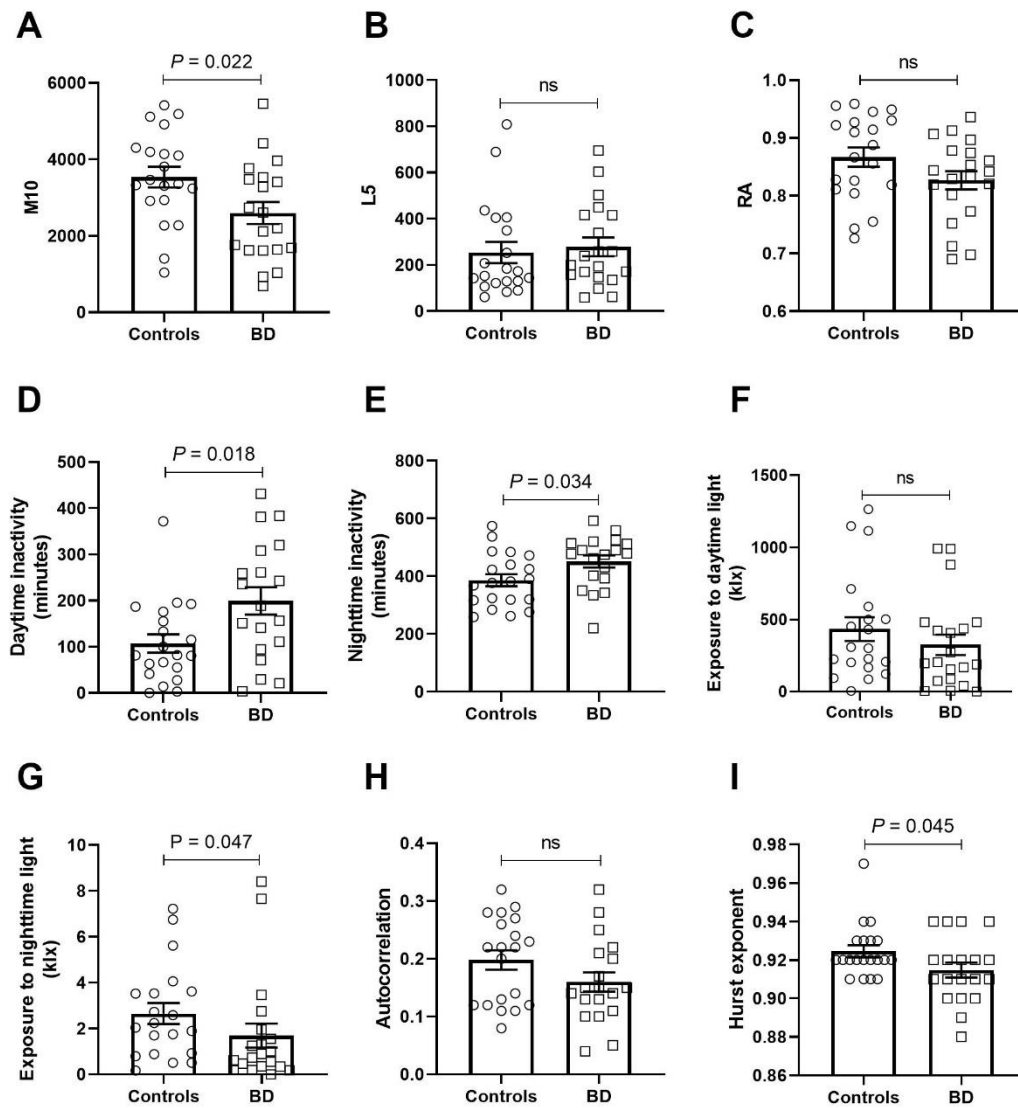 A
P = 0.022
M10
6000
4000
2000
0
Controls
BD
B
ns
L5
1000
800
600
400
200
0
Controls
BD
C
ns
RA
1.0
0.9
0.8
0.7
0.6
Controls
BD
D
P = 0.018
Daytime inactivity
(minutes)
500
400
300
200
100
0
Controls
BD
E
P = 0.034
Nighttime inactivity
(minutes)
800
600
400
200
0
Controls
BD
F
ns
Exposure to daytime light
(klx)
1500
1000
500
0
Controls
BD
G
P = 0.047
Exposure to nighttime light
(klx)
10
8
6
4
2
0
Controls
BD
H
ns
Autocorrelation
0.4
0.3
0.2
0.1
0.0
Controls
BD
I
P = 0.045
Hurst exponent
0.98
0.96
0.94
0.92
0.90
0.88
0.86
Controls
BD